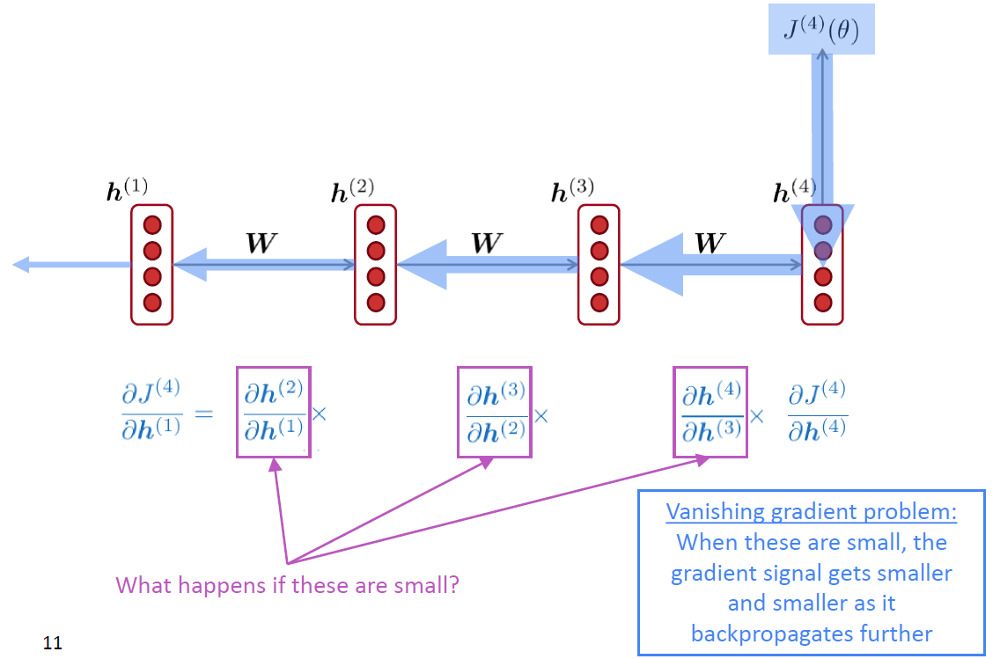 J⁽⁴⁾(θ)
h⁽¹⁾ h⁽²⁾ h⁽³⁾ h⁽⁴⁾
W W W
∂J⁽⁴⁾/∂h⁽¹⁾ = ∂h⁽²⁾/∂h⁽¹⁾ × ∂h⁽³⁾/∂h⁽²⁾ × ∂h⁽⁴⁾/∂h⁽³⁾ × ∂J⁽⁴⁾/∂h⁽⁴⁾
What happens if these are small?
Vanishing gradient problem:
When these are small, the
gradient signal gets smaller
and smaller as it
backpropagates further
11